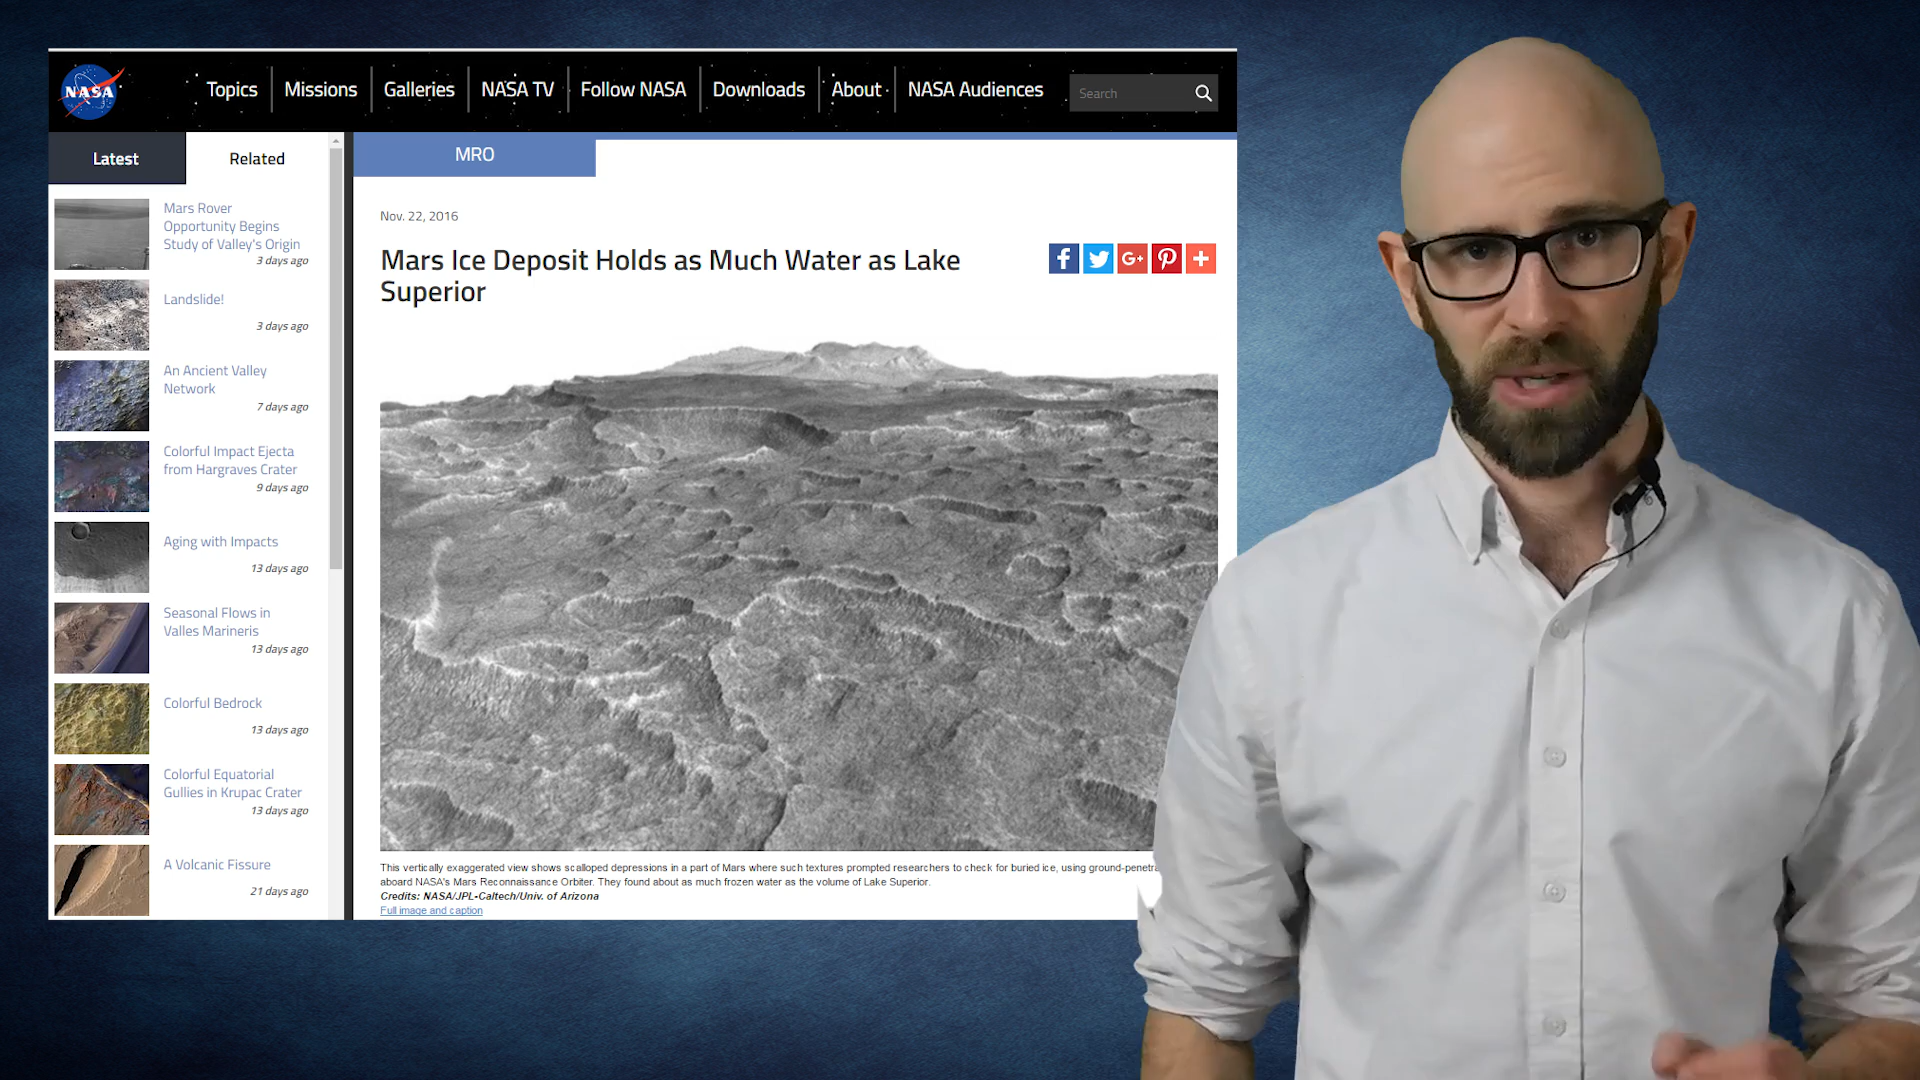 NASA
Topics
Missions
Galleries
NASA TV
Follow NASA
Downloads
About
NASA Audiences
Search
Latest
Related
Mars Rover
Opportunity Begins
Study of Valley's Origin
3 days ago
Landslide!
3 days ago
An Ancient Valley
Network
7 days ago
Colorful Impact Ejecta
from Hargraves Crater
9 days ago
Aging with Impacts
13 days ago
Seasonal Flows in
Valles Marineris
13 days ago
Colorful Bedrock
13 days ago
Colorful Equatorial
Gullies in Krupac Crater
13 days ago
A Volcanic Fissure
21 days ago
MRO
Nov. 22, 2016
Mars Ice Deposit Holds as Much Water as Lake
Superior
This vertically exaggerated view shows scalloped depressions in a part of Mars where such textures prompted researchers to check for buried ice, using ground-penetra
aboard NASA's Mars Reconnaissance Orbiter. They found about as much frozen water as the volume of Lake Superior.
Credits: NASA/JPL-Caltech/Univ. of Arizona
Full image and caption